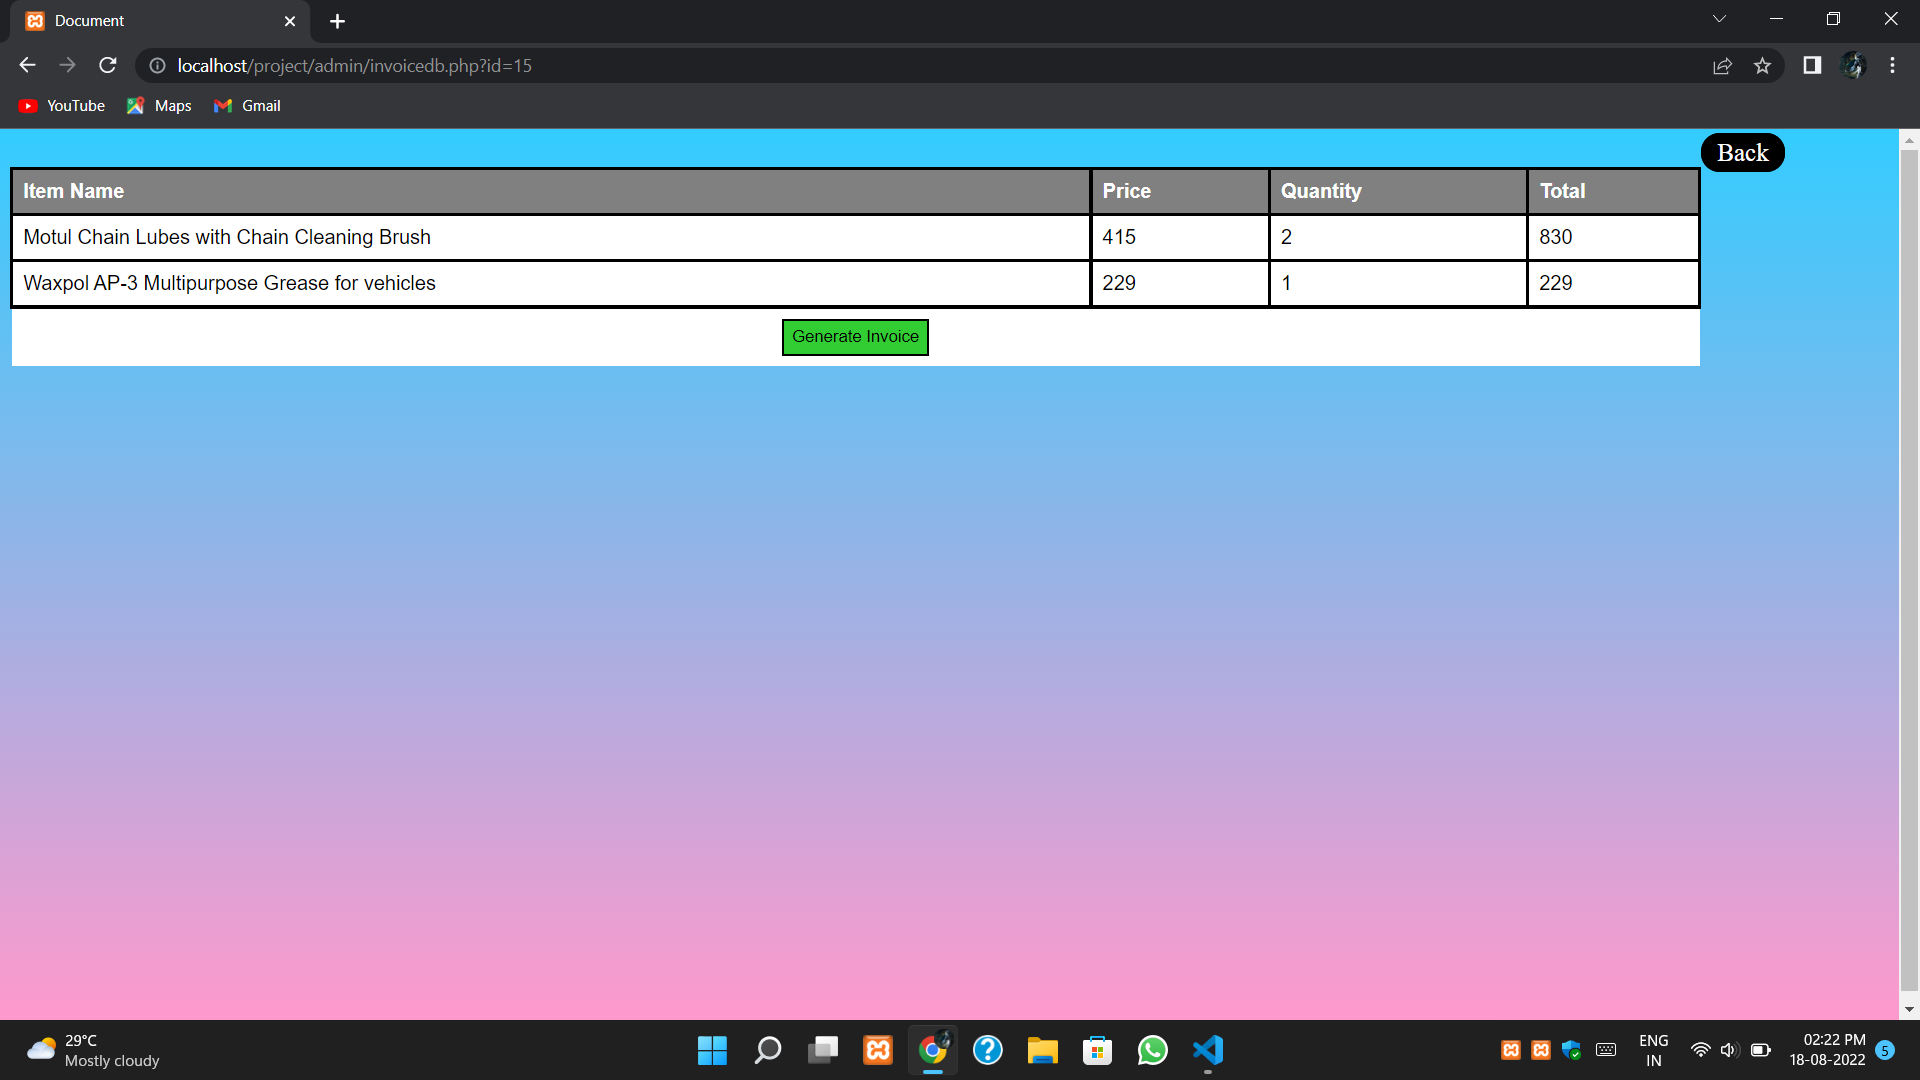 Document
localhost/project/admin/invoicedb.php?id=15
YouTube Maps Gmail
Back
Item Name Price Quantity Total
Motul Chain Lubes with Chain Cleaning Brush 415 2 830
Waxpol AP-3 Multipurpose Grease for vehicles 229 1 229
Generate Invoice
29°C
Mostly cloudy
ENG
IN
02:22 PM
18-08-2022
5